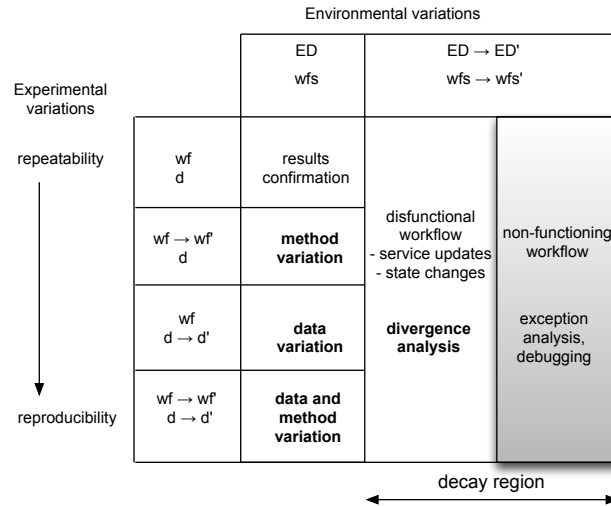 Environmental variations
ED
wfs
ED → ED'
wfs → wfs'
Experimental
variations
repeatability
wf
d
results
confirmation
wf → wf'
d
method
variation
disfunctional
workflow
- service updates
- state changes
non-functioning
workflow
wf
d → d'
data
variation
divergence
analysis
exception
analysis,
debugging
reproducibility
wf → wf'
d → d'
data and
method
variation
decay region